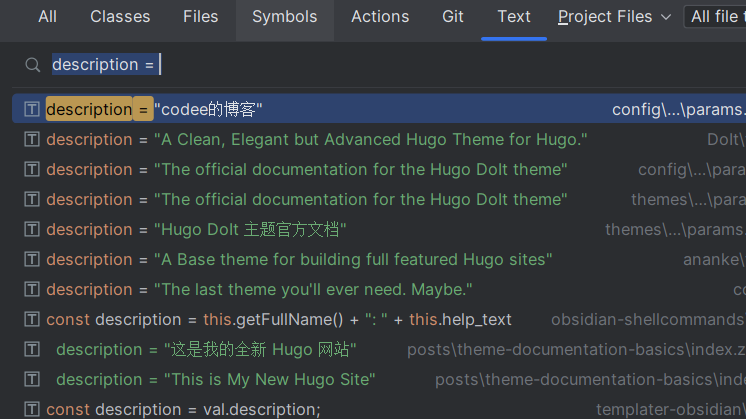 All Classes Files Symbols Actions Git Text Project Files All file t
description =
description = "codee的博客" config\...\params.
description = "A Clean, Elegant but Advanced Hugo Theme for Hugo." DoIt\
description = "The official documentation for the Hugo DoIt theme" config\...\para
description = "The official documentation for the Hugo DoIt theme" themes\...\para
description = "Hugo DoIt 主题官方文档" themes\...\params.
description = "A Base theme for building full featured Hugo sites" ananke\
description = "The last theme you'll ever need. Maybe." co
const description = this.getFullName() + ": " + this.help_text obsidian-shellcommands
description = "这是我的全新 Hugo 网站" posts\theme-documentation-basics\index.z
description = "This is My New Hugo Site" posts\theme-documentation-basics\index.
const description = val.description; templater-obsidian\